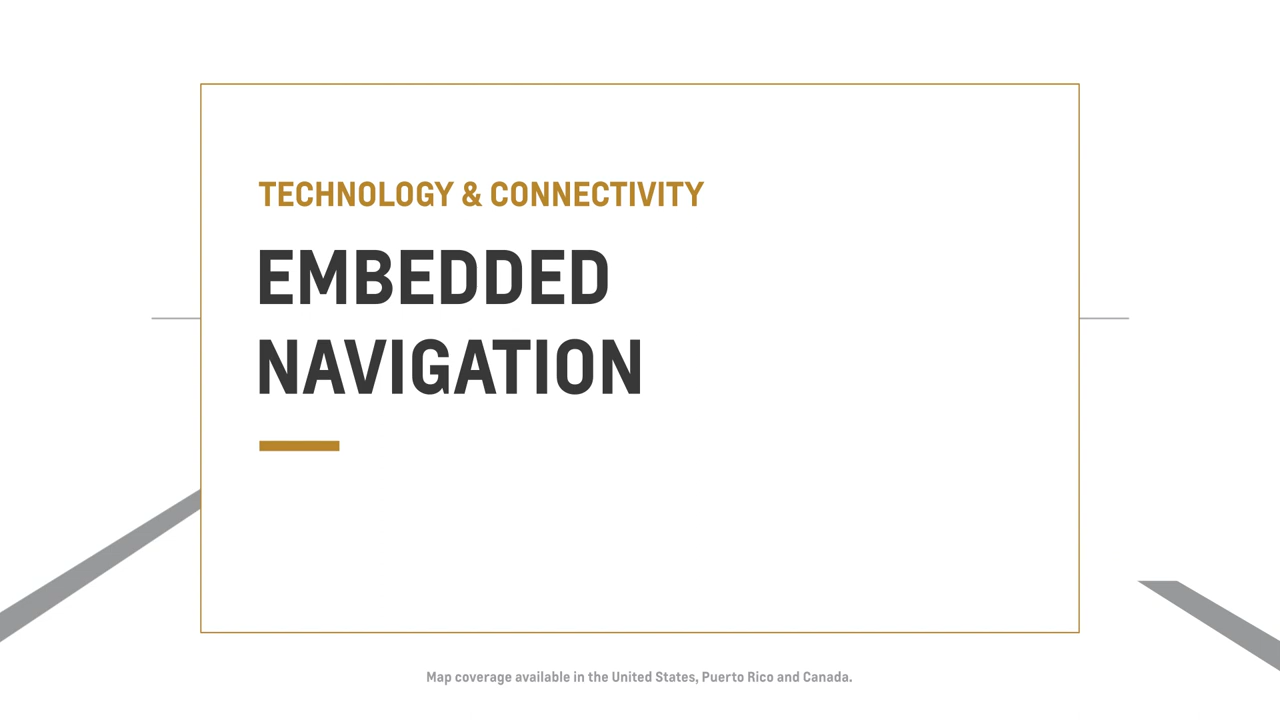 TECHNOLOGY & CONNECTIVITY
EMBEDDED
NAVIGATION
Map coverage available in the United States, Puerto Rico and Canada.